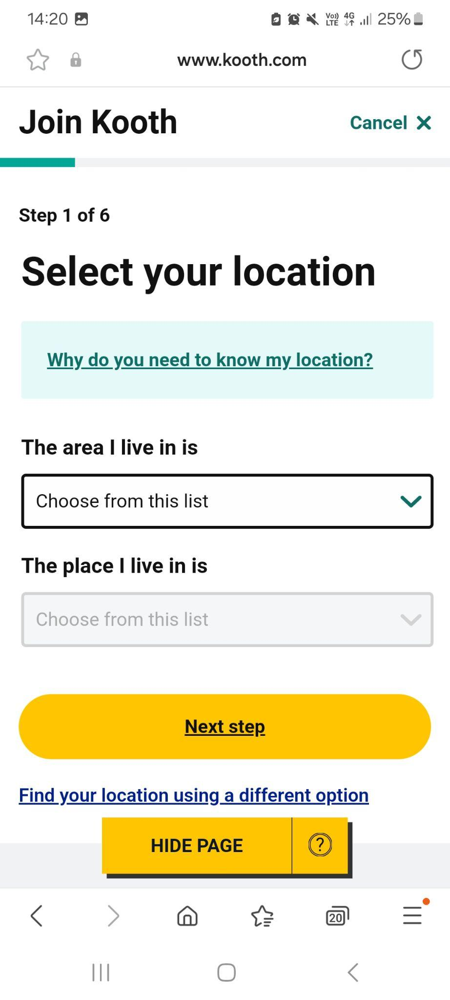 14:20 Vo)) LTE 4G 25%
www.kooth.com
Join Kooth Cancel
Step 1 of 6
Select your location
Why do you need to know my location?
The area I live in is
Choose from this list
The place I live in is
Choose from this list
Next step
Find your location using a different option
HIDE PAGE ?
20